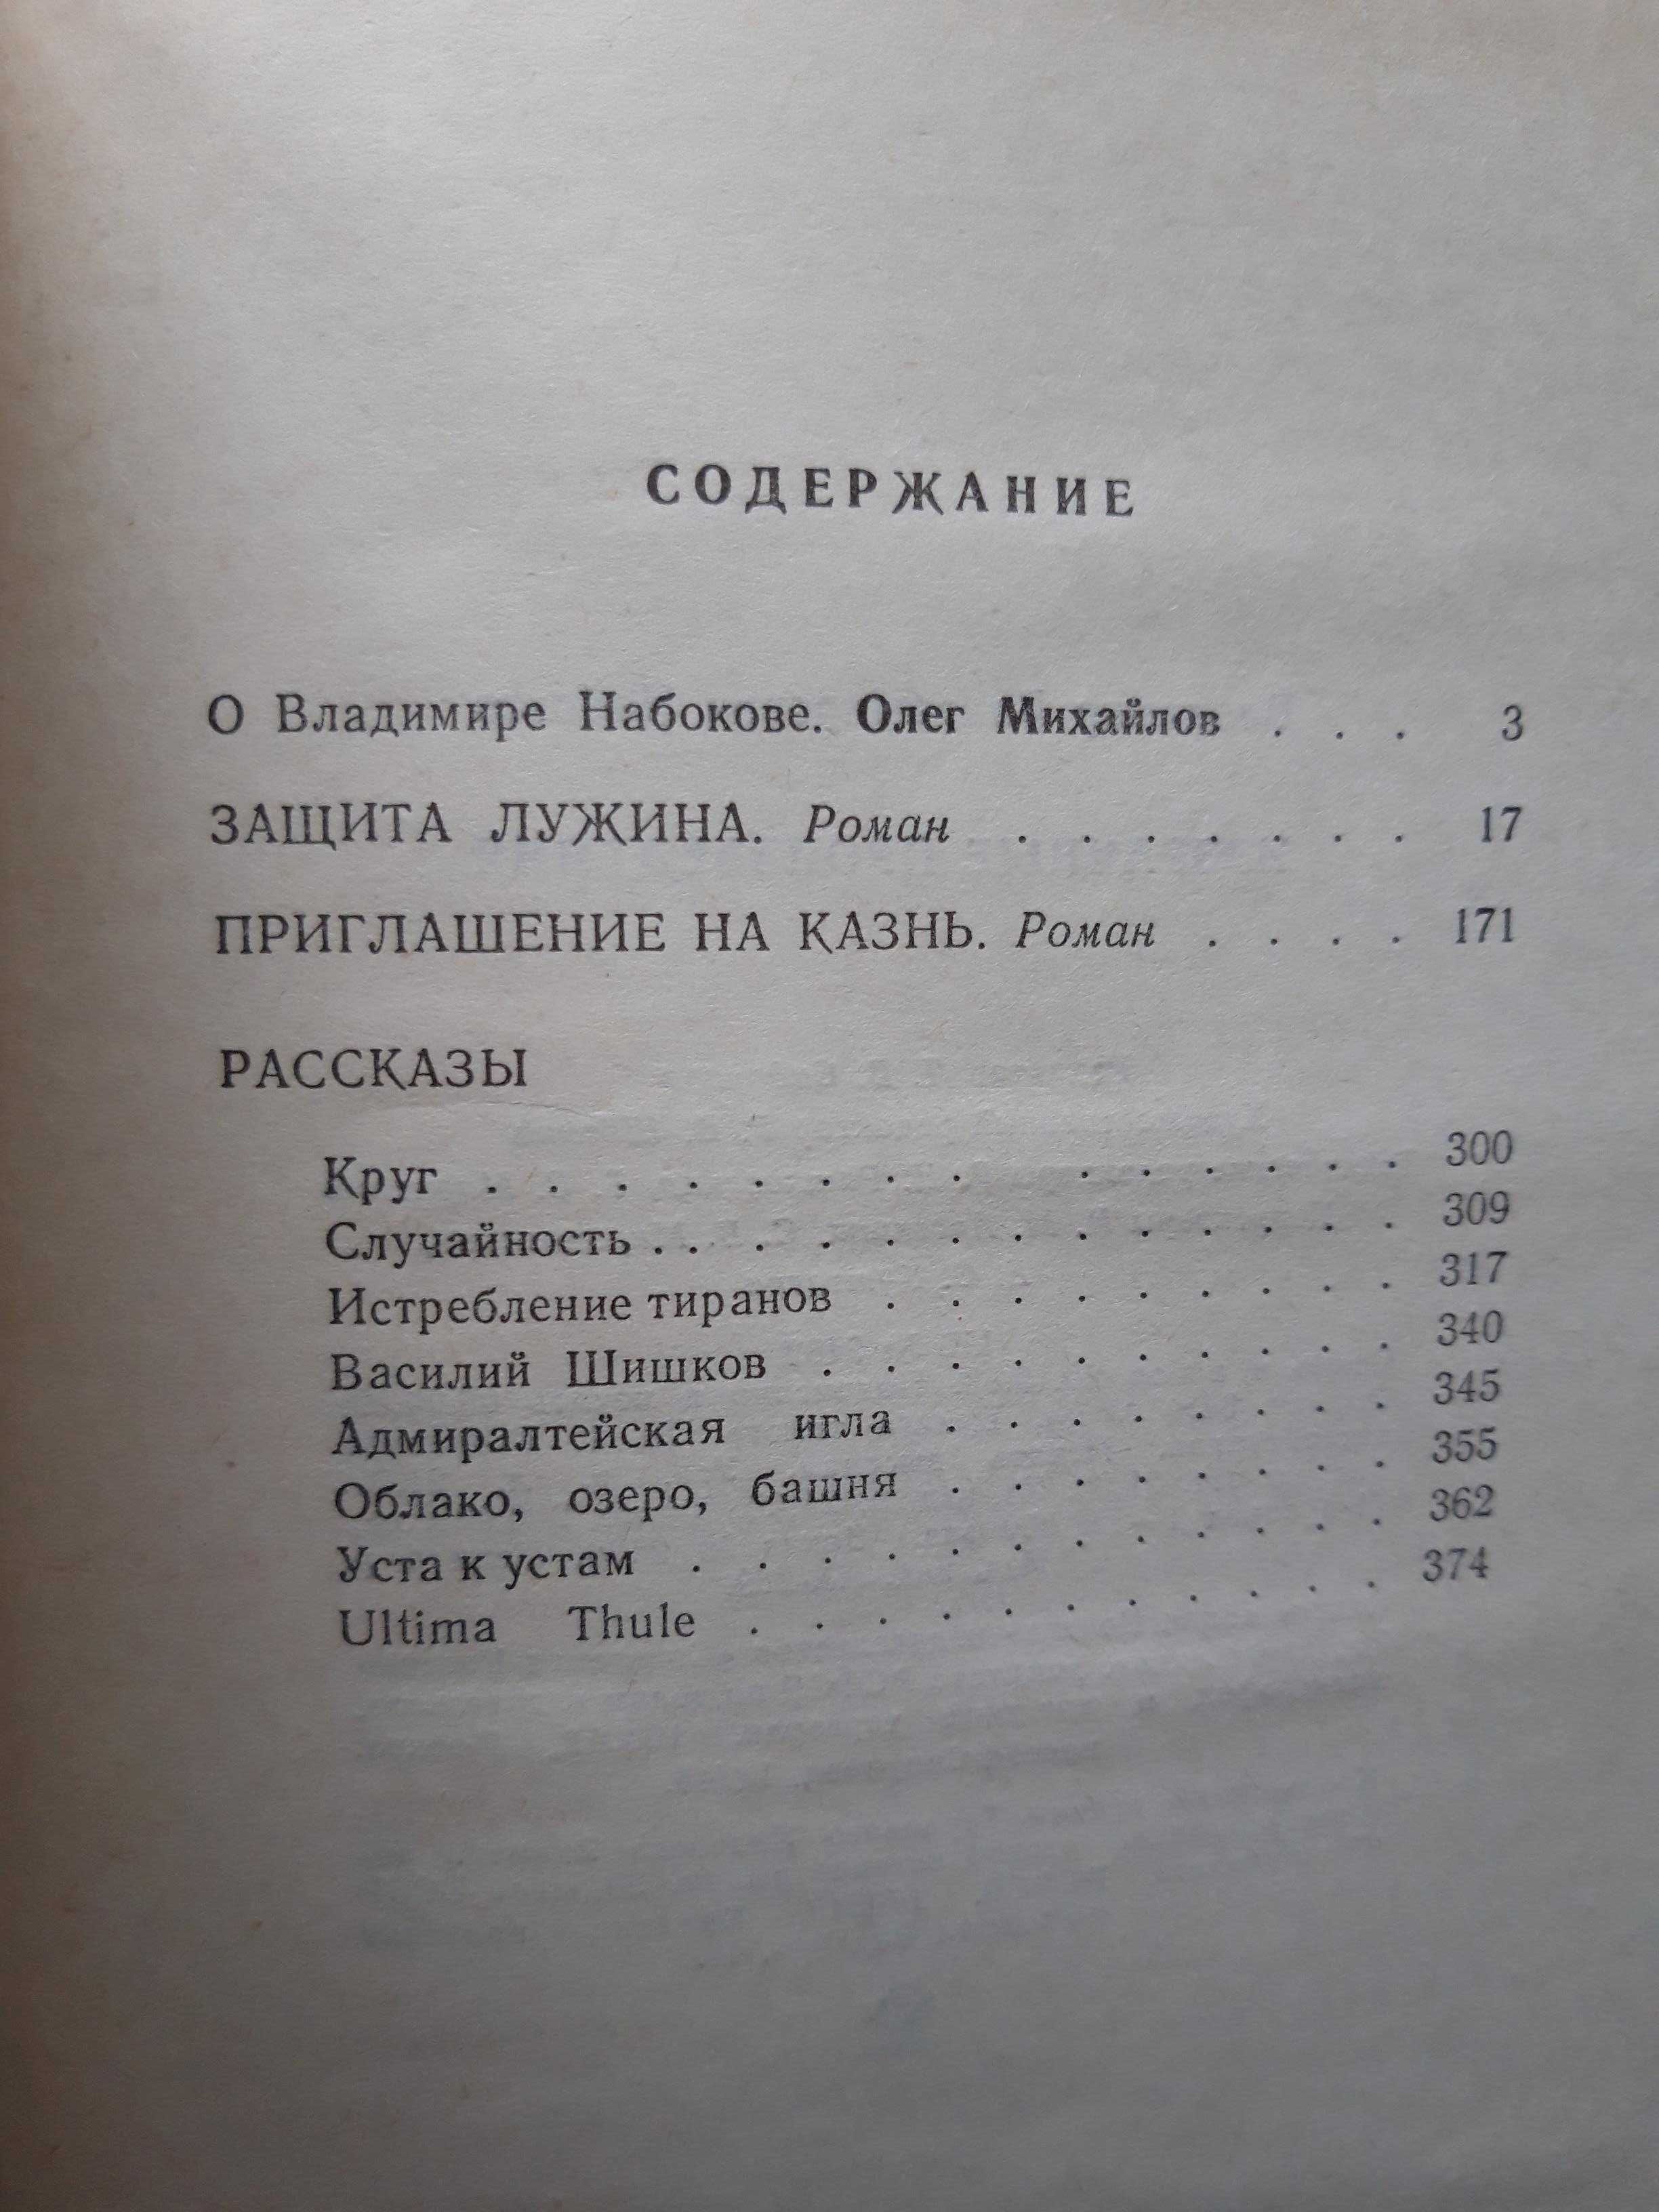 СОДЕРЖАНИЕ
О Владимире Набокове. Олег Михайлов . . . 3
ЗАЩИТА ЛУЖИНА. Роман . . . . . . . 17
ПРИГЛАШЕНИЕ НА КАЗНЬ. Роман . . . . 171
РАССКАЗЫ
Круг . . . . . . . . . . . . . . 300
Случайность . . . . . . . . . . . . . 309
Истребление тиранов . . . . . . . . . 317
Василий Шишков . . . . . . . . . . 340
Адмиралтейская игла . . . . . . . . 345
Облако, озеро, башня . . . . . . . . 355
Уста к устам . . . . . . . . . . . . 362
Ultima Thule . . . . . . . . . . . 374